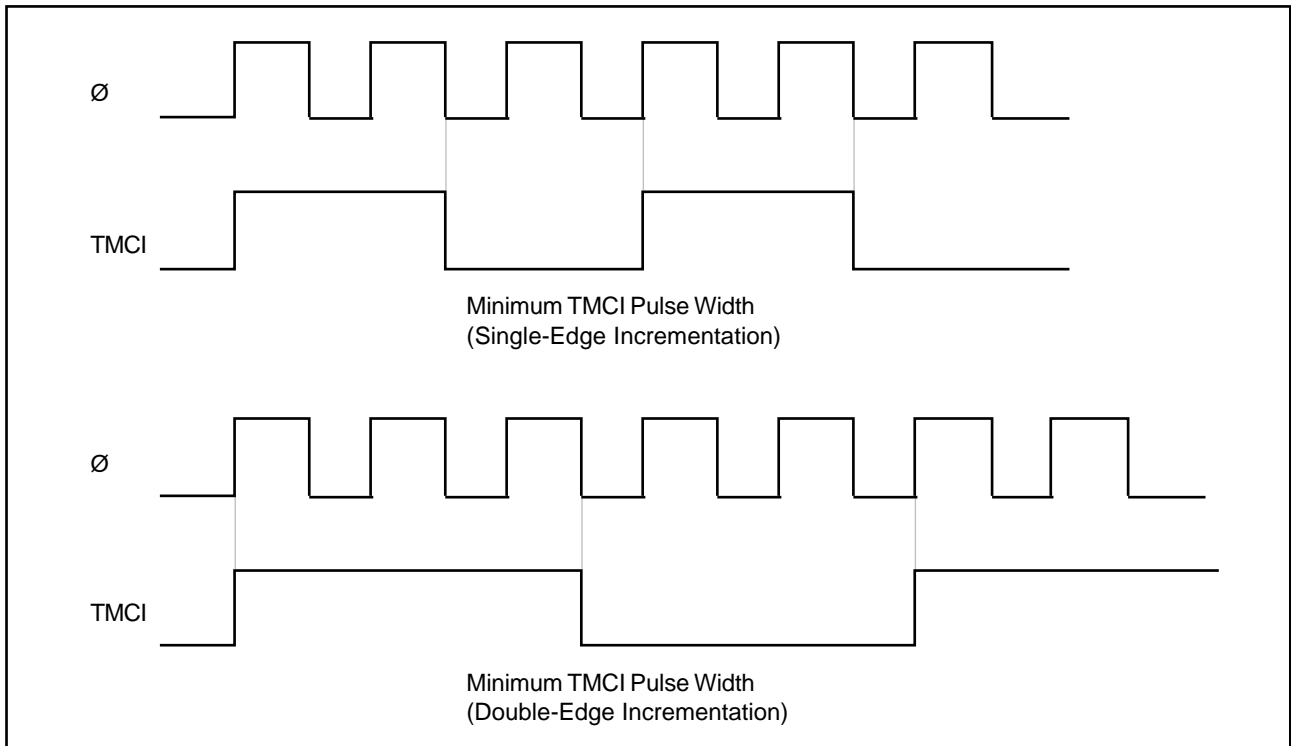 Ø
TMCI
Minimum TMCI Pulse Width
(Single-Edge Incrementation)
Ø
TMCI
Minimum TMCI Pulse Width
(Double-Edge Incrementation)